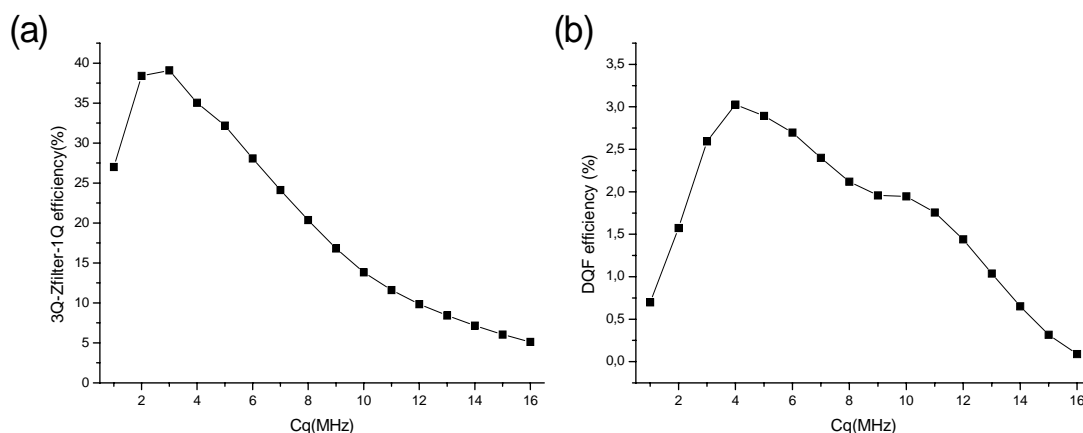 (a)
3Q-Zfilter-1Q efficiency(%)
40
35
30
25
20
15
10
5
0
2 4 6 8 10 12 14 16
Cq(MHz)
(b)
DQF efficiency (%)
3,5
3,0
2,5
2,0
1,5
1,0
0,5
0,0
2 4 6 8 10 12 14 16
Cq(MHz)